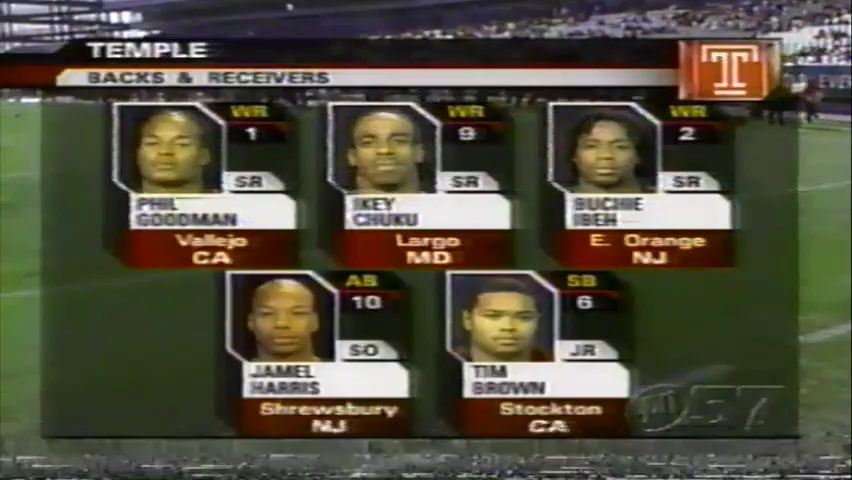 TEMPLE
BACKS & RECEIVERS
T
WR
1
SR
PHIL
GOODMAN
Vallejo
CA
WR
9
SR
IKEY
CHUKU
Largo
MD
WR
2
SR
BUCHIE
IBEH
E. Orange
NJ
AB
10
SO
JAMEL
HARRIS
Shrewsbury
NJ
SB
6
JR
TIM
BROWN
Stockton
CA
57